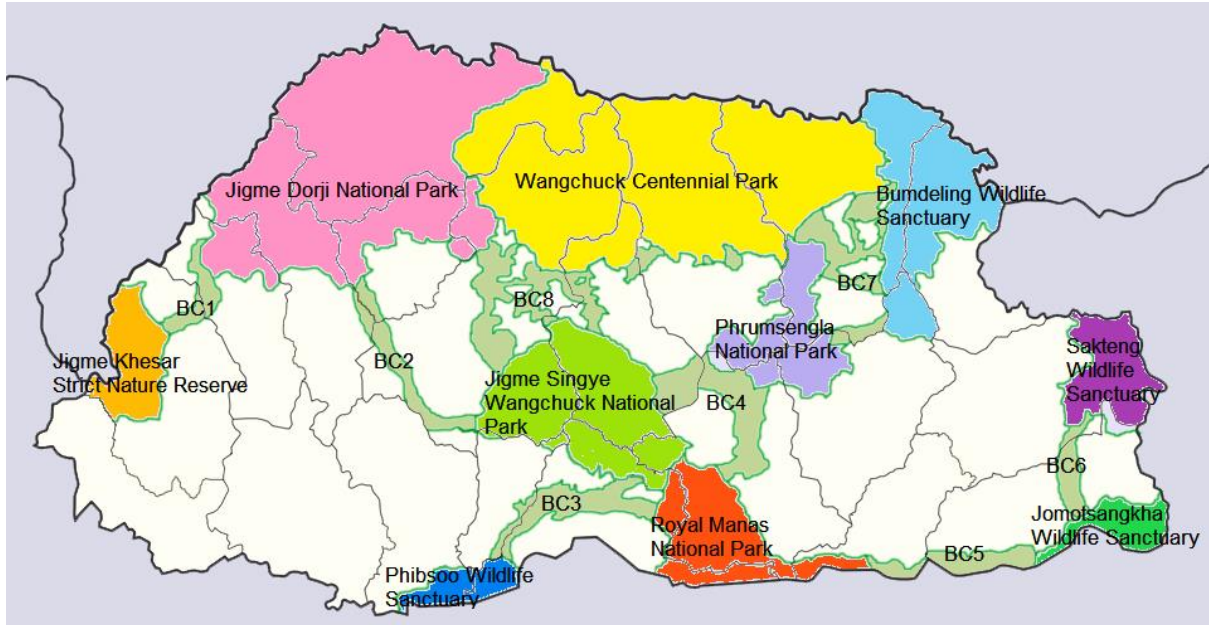 Jigme Dorji National Park
Wangchuck Centennial Park
Bumdeling Wildlife
Sanctuary
BC1
BC7
BC8
Jigme Khesar
Strict Nature Reserve
BC2
Phrumsengla
National Park
Sakteng
Wildlife
Sanctuary
Jigme Singye
Wangchuck National
Park
BC4
BC6
BC3
Royal Manas
National Park
Jomotsangkha
Wildlife Sanctuary
BC5
Phibsoo Wildlife
Sanctuary